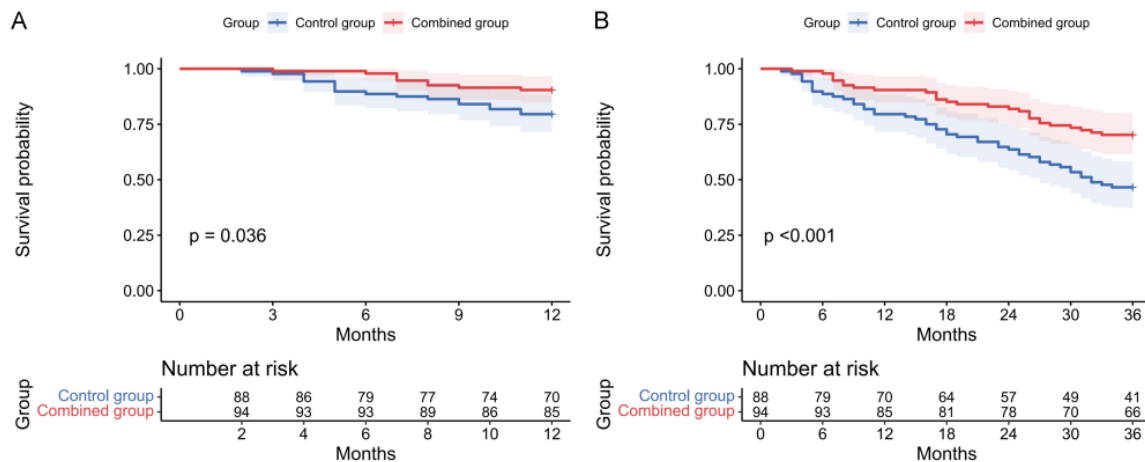 A
Group Control group Combined group
Survival probability
1.00
0.75
0.50
0.25
0.00
p = 0.036
0 3 6 9 12
Months
Number at risk
Group
Control group 88 86 79 77 74 70
Combined group 94 93 93 89 86 85
2 4 6 8 10 12
Months
B
Group Control group Combined group
Survival probability
1.00
0.75
0.50
0.25
0.00
p <0.001
0 6 12 18 24 30 36
Months
Number at risk
Group
Control group 88 79 70 64 57 49 41
Combined group 94 93 85 81 78 70 66
0 6 12 18 24 30 36
Months